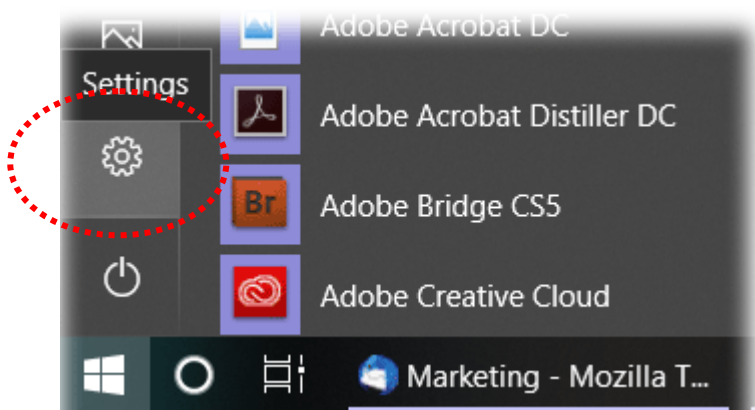 Adobe Acrobat DC
Settings
Adobe Acrobat Distiller DC
Br
Adobe Bridge CS5
Adobe Creative Cloud
Marketing - Mozilla T...